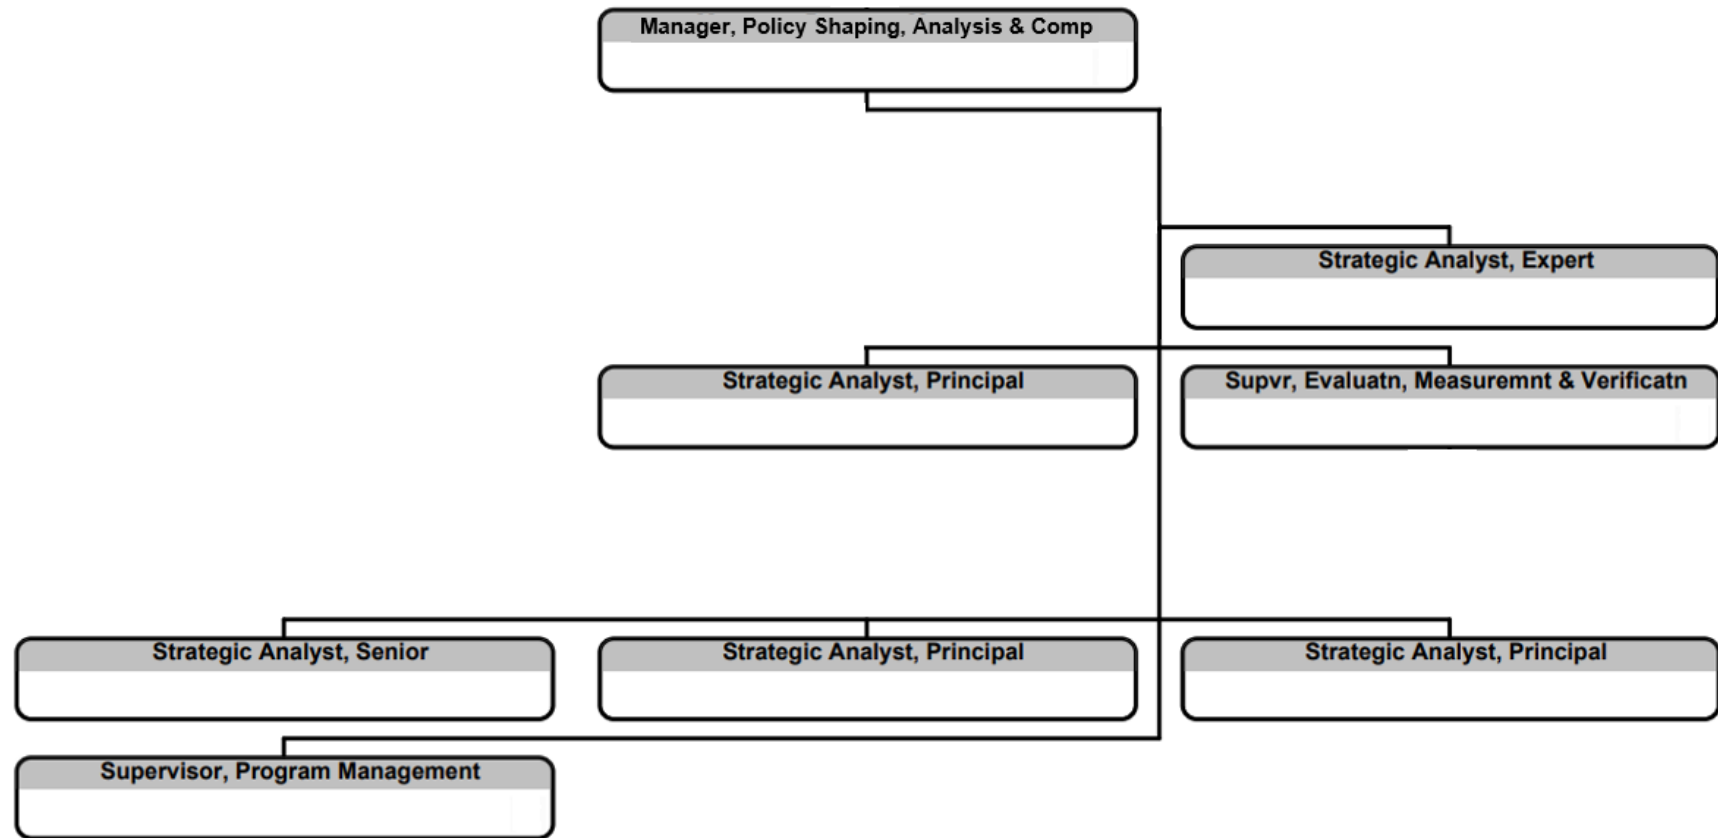 Manager, Policy Shaping, Analysis & Comp
Strategic Analyst, Expert
Strategic Analyst, Principal
Supvr, Evaluatn, Measuremnt & Verificatn
Strategic Analyst, Senior
Strategic Analyst, Principal
Strategic Analyst, Principal
Supervisor, Program Management